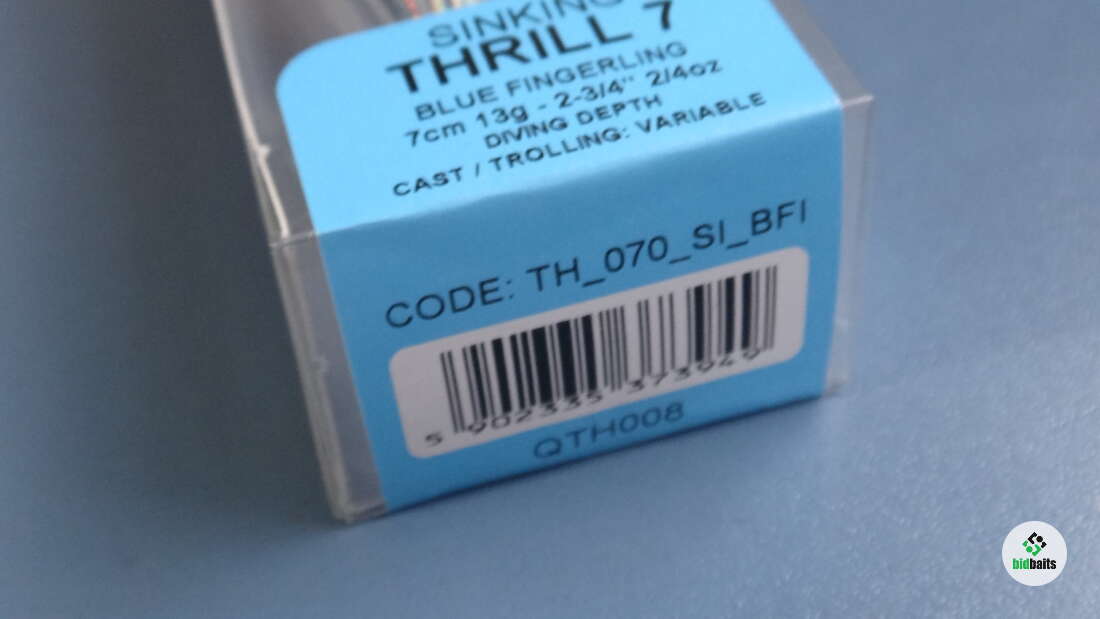 SINKING
THRILL 7
BLUE FINGERLING
7cm 13g - 2-3/4" 2/4oz
DIVING DEPTH
CAST / TROLLING: VARIABLE
CODE: TH_070_SI_BFI
5 902335 373949
QTH008
bidbaits